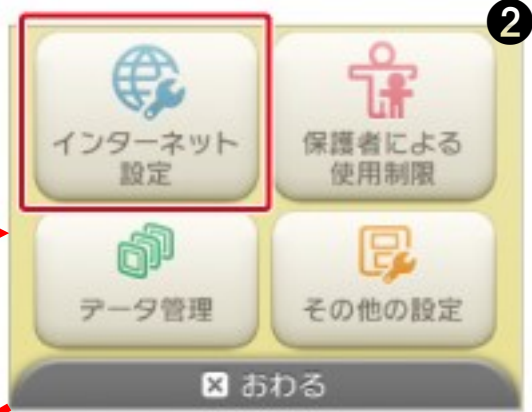 2
インターネット
設定
保護者による
使用制限
データ管理
その他の設定
おわる